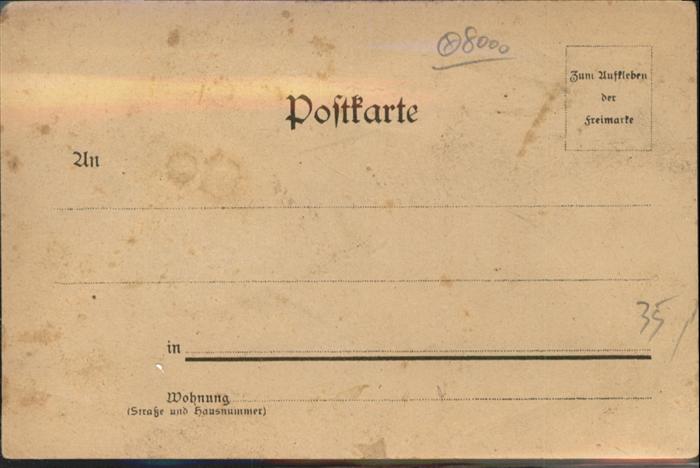 8000
Postkarte
Zum Aufkleben
der
Freimarke
An
35
in
Wohnung
(Straße und Hausnummer)